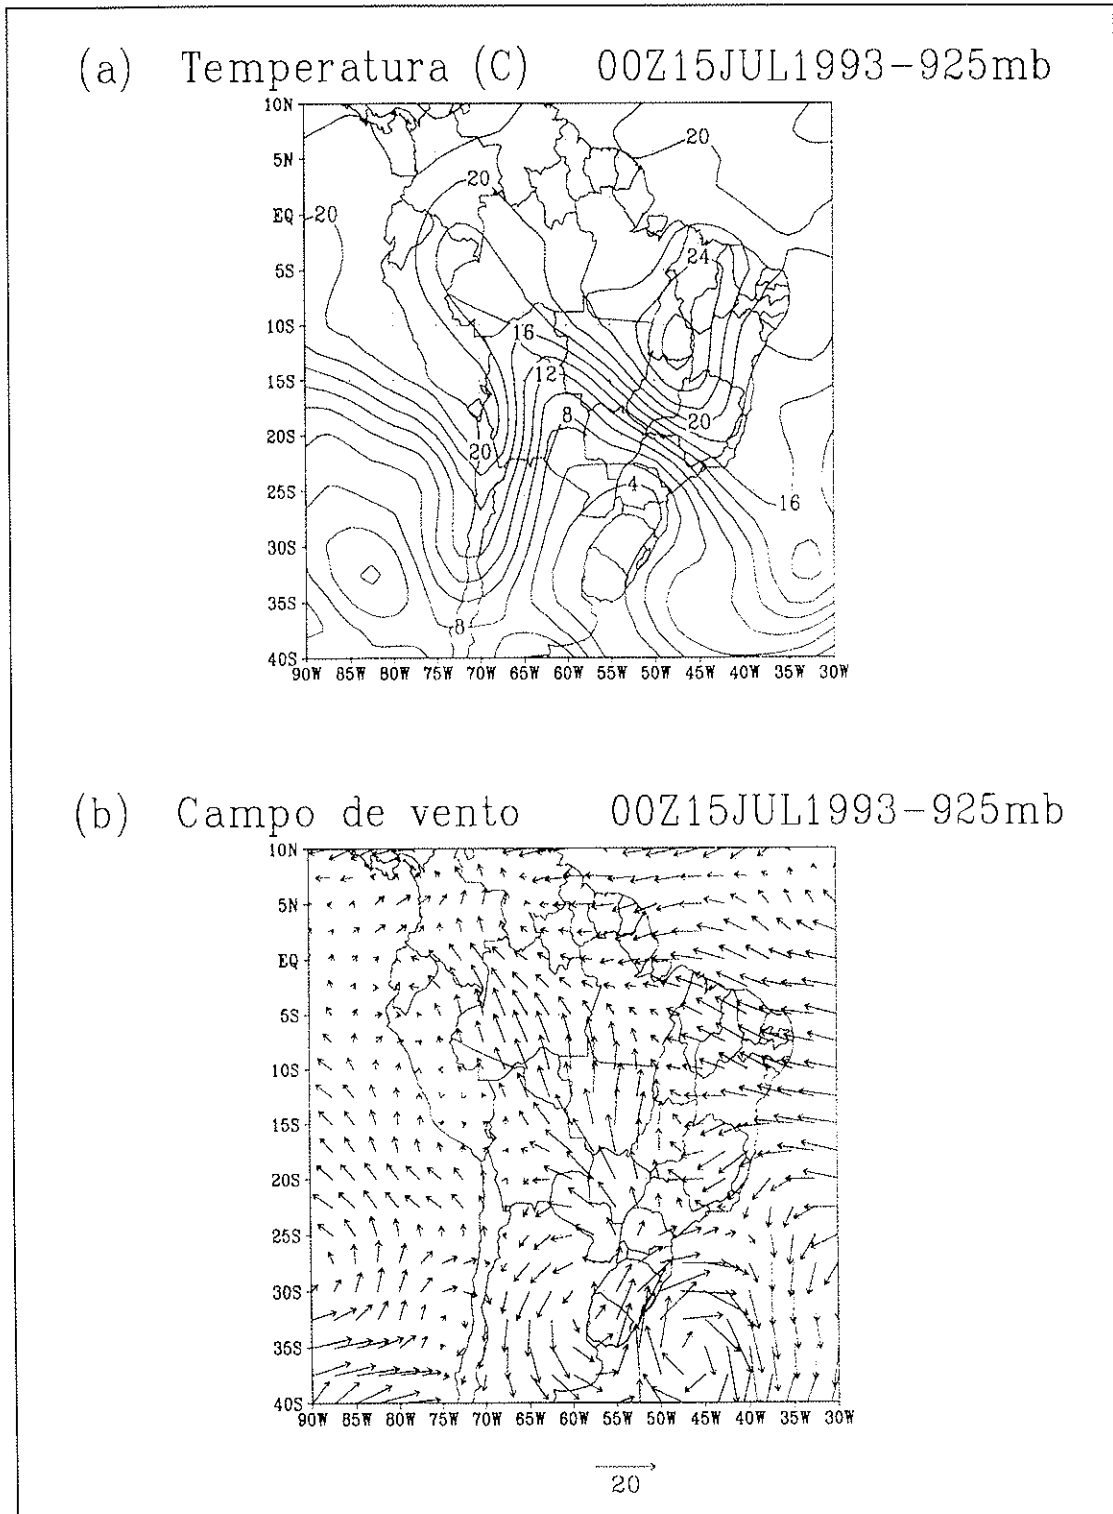 (a) Temperatura (C) 00Z15JUL1993-925mb
10N
5N
EQ
5S
10S
15S
20S
25S
30S
35S
40S
20
20
20
24
16
12
8
20
20
4
16
8
90W 85W 80W 75W 70W 65W 60W 55W 50W 45W 40W 35W 30W
(b) Campo de vento 00Z15JUL1993-925mb
10N
5N
EQ
5S
10S
15S
20S
25S
30S
35S
40S
90W 85W 80W 75W 70W 65W 60W 55W 50W 45W 40W 35W 30W
20